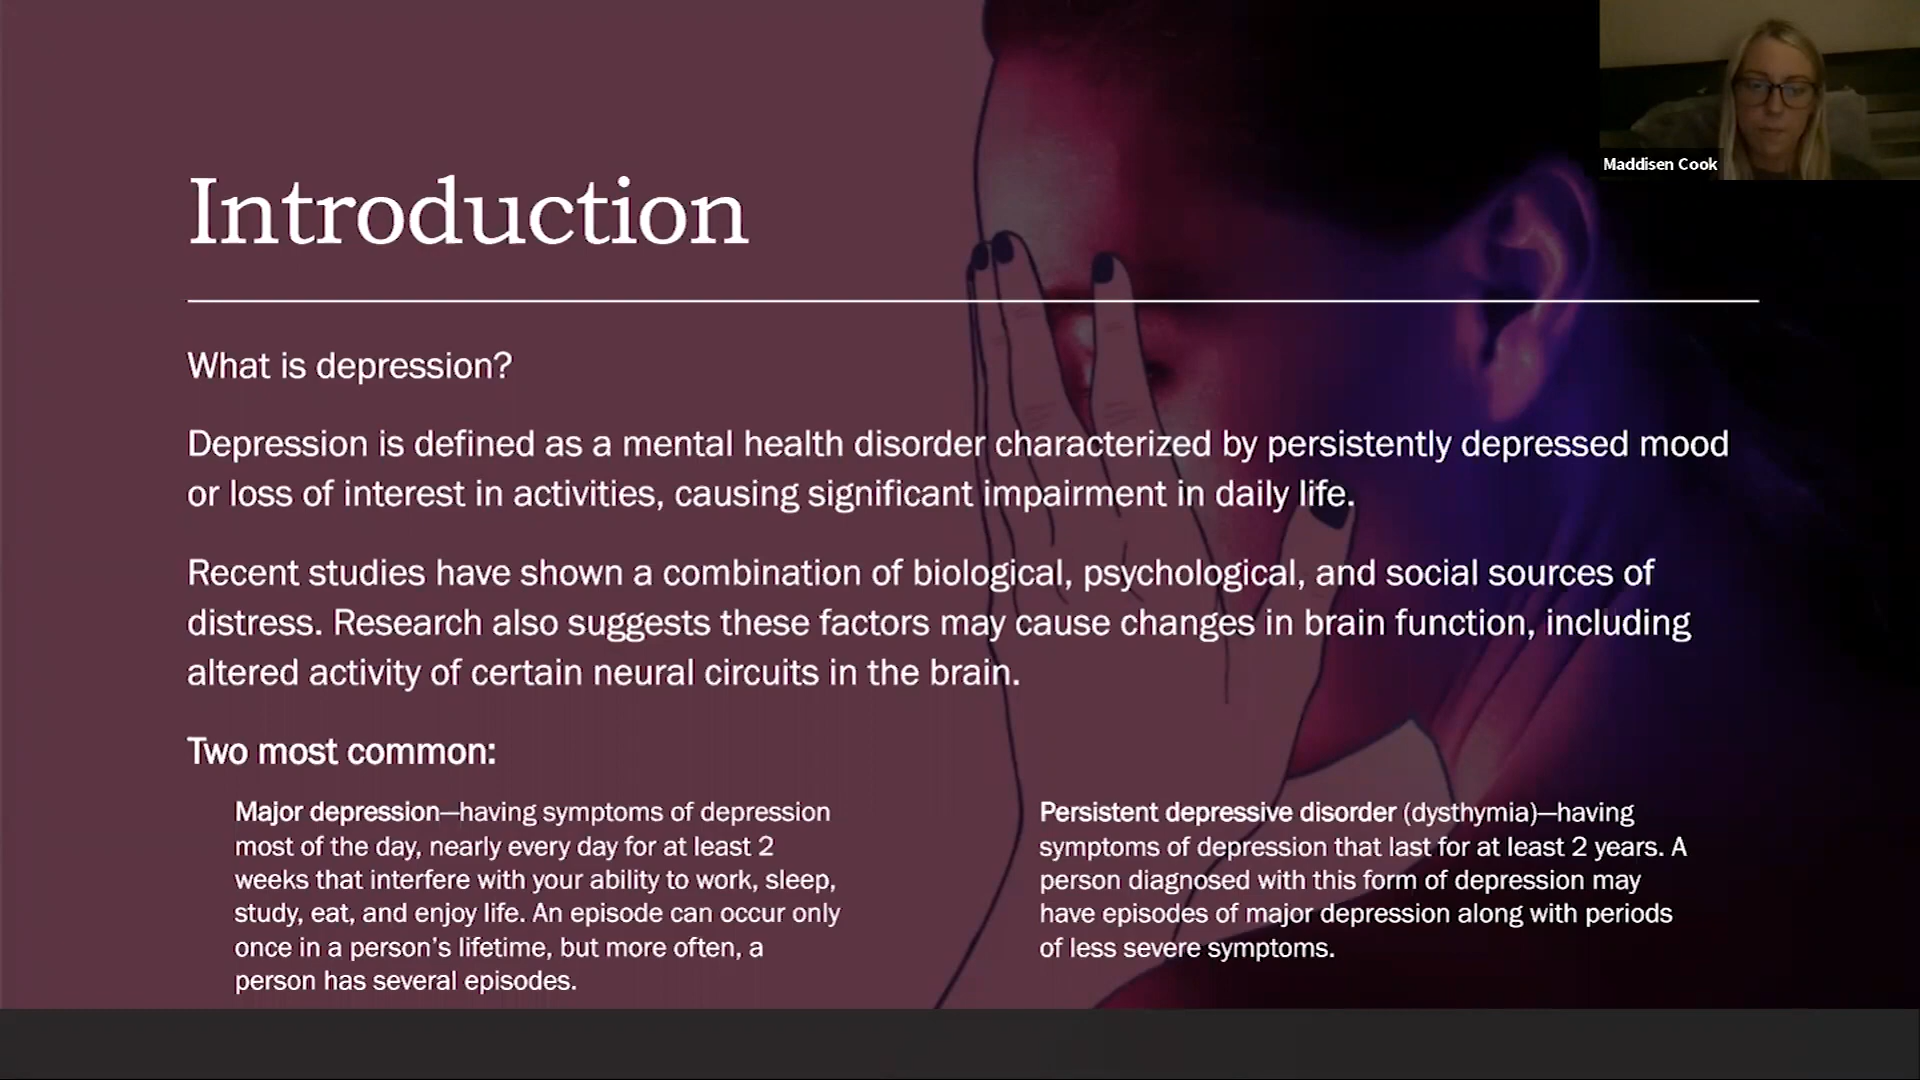 Maddisen Cook
Introduction
What is depression?
Depression is defined as a mental health disorder characterized by persistently depressed mood
or loss of interest in activities, causing significant impairment in daily life.
Recent studies have shown a combination of biological, psychological, and social sources of
distress. Research also suggests these factors may cause changes in brain function, including
altered activity of certain neural circuits in the brain.
Two most common:
Major depression—having symptoms of depression
most of the day, nearly every day for at least 2
weeks that interfere with your ability to work, sleep,
study, eat, and enjoy life. An episode can occur only
once in a person’s lifetime, but more often, a
person has several episodes.
Persistent depressive disorder (dysthymia)—having
symptoms of depression that last for at least 2 years. A
person diagnosed with this form of depression may
have episodes of major depression along with periods
of less severe symptoms.